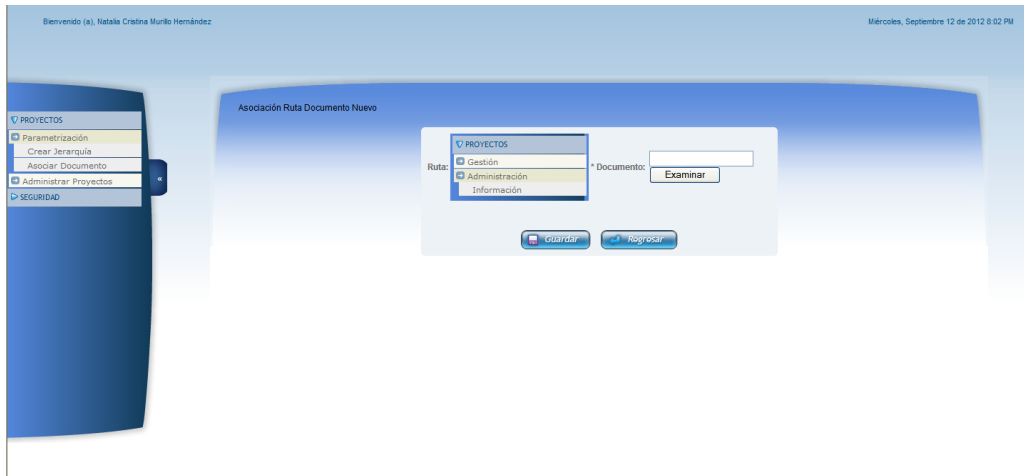 Bienvenido (a), Natalia Cristina Murillo Hernández
Miércoles, Septiembre 12 de 2012 8:02 PM
PROYECTOS
Parametrización
Crear Jerarquía
Asociar Documento
Administrar Proyectos
SEGURIDAD
«
Asociación Ruta Documento Nuevo
Ruta:
PROYECTOS
Gestión
Administración
Información
* Documento:
Examinar
Guardar
Regresar